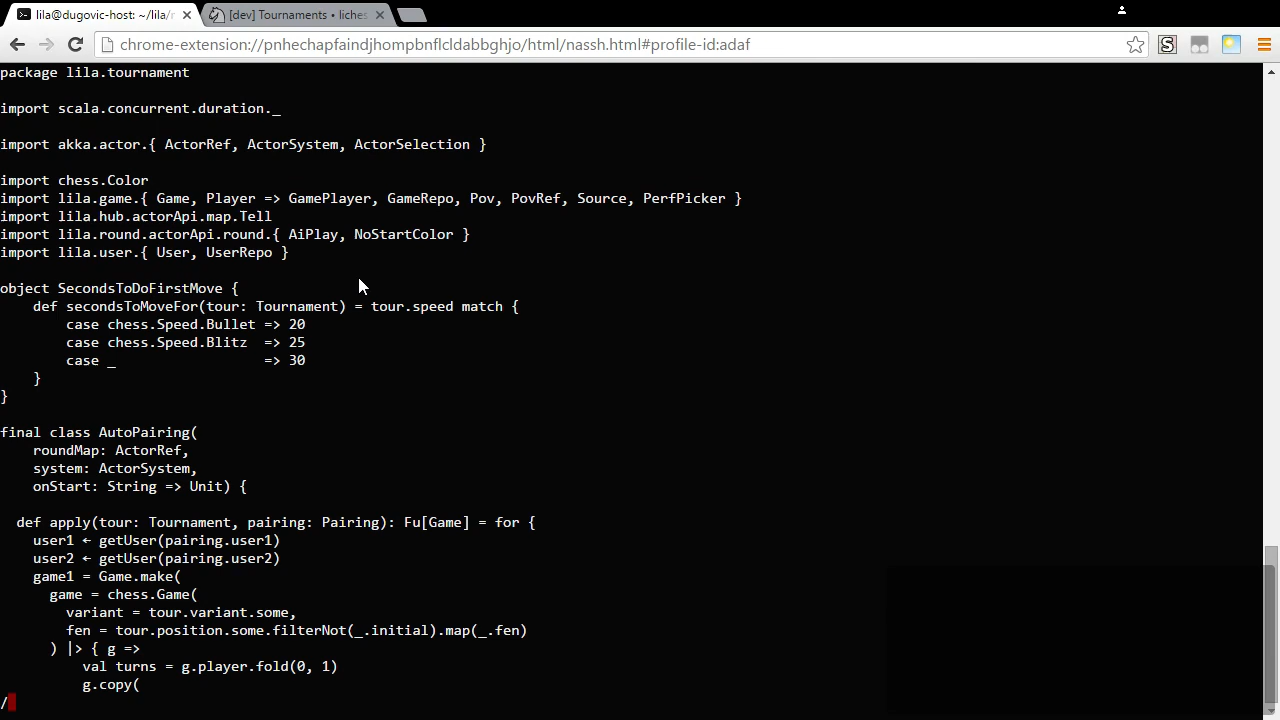 lila@dugovic-host: ~/lila/r
[dev] Tournaments • liches
chrome-extension://pnhechapfaindjhompbnflcldabbghjo/html/nassh.html#profile-id:adaf
S
package lila.tournament
import scala.concurrent.duration._
import akka.actor.{ ActorRef, ActorSystem, ActorSelection }
import chess.Color
import lila.game.{ Game, Player => GamePlayer, GameRepo, Pov, PovRef, Source, PerfPicker }
import lila.hub.actorApi.map.Tell
import lila.round.actorApi.round.{ AiPlay, NoStartColor }
import lila.user.{ User, UserRepo }
object SecondsToDoFirstMove {
    def secondsToMoveFor(tour: Tournament) = tour.speed match {
        case chess.Speed.Bullet => 20
        case chess.Speed.Blitz  => 25
        case _                  => 30
    }
}
final class AutoPairing(
    roundMap: ActorRef,
    system: ActorSystem,
    onStart: String => Unit) {
  def apply(tour: Tournament, pairing: Pairing): Fu[Game] = for {
    user1 ← getUser(pairing.user1)
    user2 ← getUser(pairing.user2)
    game1 = Game.make(
      game = chess.Game(
        variant = tour.variant.some,
        fen = tour.position.some.filterNot(_.initial).map(_.fen)
      ) |> { g =>
          val turns = g.player.fold(0, 1)
          g.copy(
/